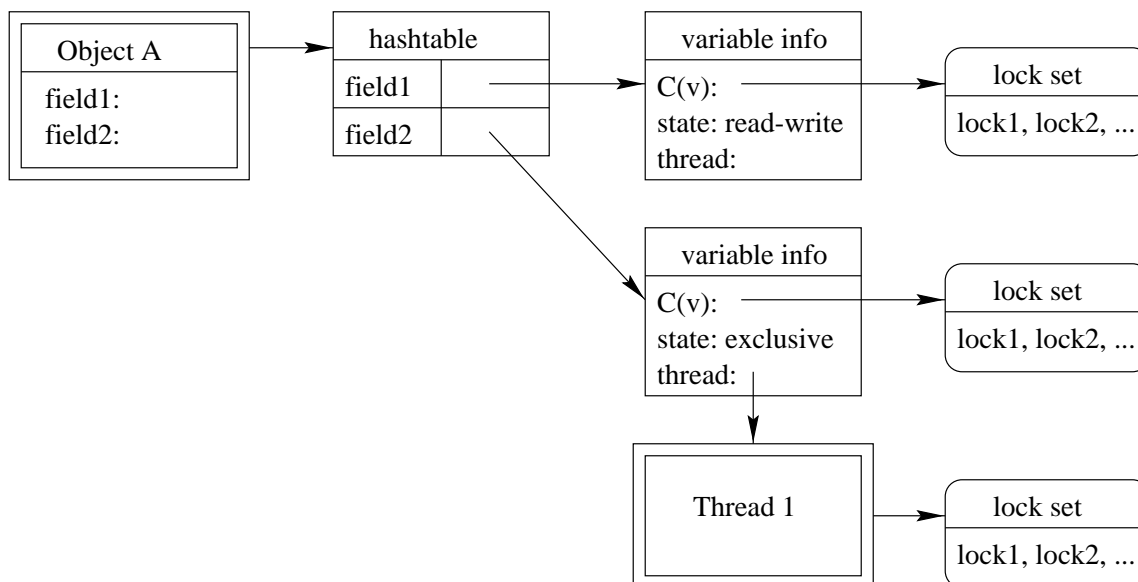 Object A
field1:
field2:
hashtable
field1
field2
variable info
C(v):
state: read-write
thread:
lock set
lock1, lock2, ...
variable info
C(v):
state: exclusive
thread:
lock set
lock1, lock2, ...
Thread 1
lock set
lock1, lock2, ...